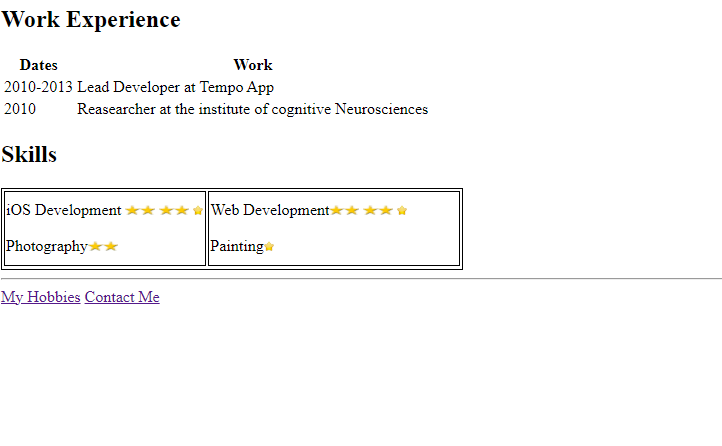 Work Experience
Dates Work
2010-2013 Lead Developer at Tempo App
2010 Reasearcher at the institute of cognitive Neurosciences
Skills
iOS Development Web Development
Photography Painting
My Hobbies Contact Me